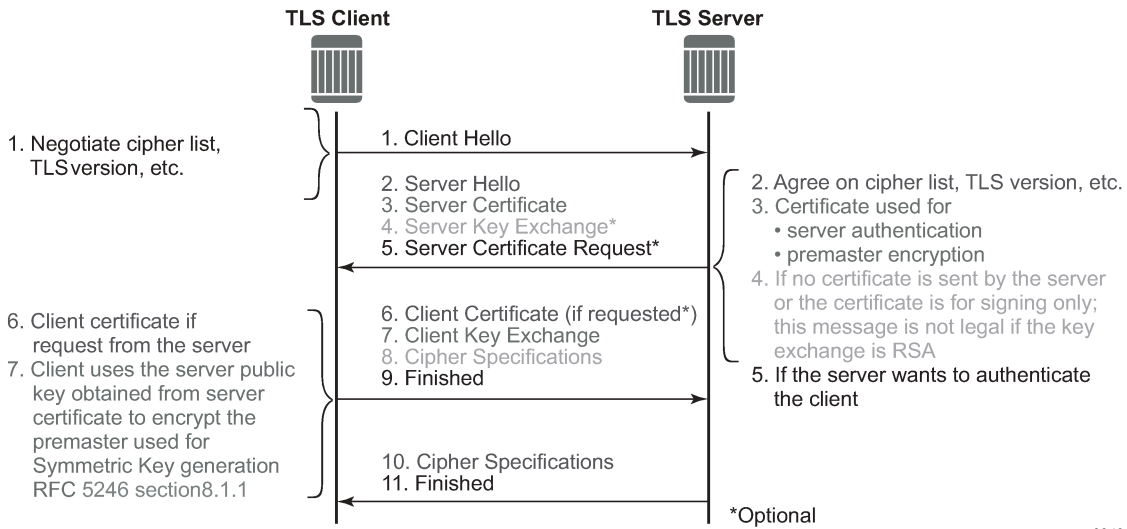 TLS Client
TLS Server
1. Negotiate cipher list,
TLS version, etc.
1. Client Hello
2. Server Hello
3. Server Certificate
4. Server Key Exchange*
5. Server Certificate Request*
2. Agree on cipher list, TLS version, etc.
3. Certificate used for
• server authentication
• premaster encryption
4. If no certificate is sent by the server
or the certificate is for signing only;
this message is not legal if the key
exchange is RSA
5. If the server wants to authenticate
the client
6. Client certificate if
request from the server
7. Client uses the server public
key obtained from server
certificate to encrypt the
premaster used for
Symmetric Key generation
RFC 5246 section8.1.1
6. Client Certificate (if requested*)
7. Client Key Exchange
8. Cipher Specifications
9. Finished
10. Cipher Specifications
11. Finished
*Optional